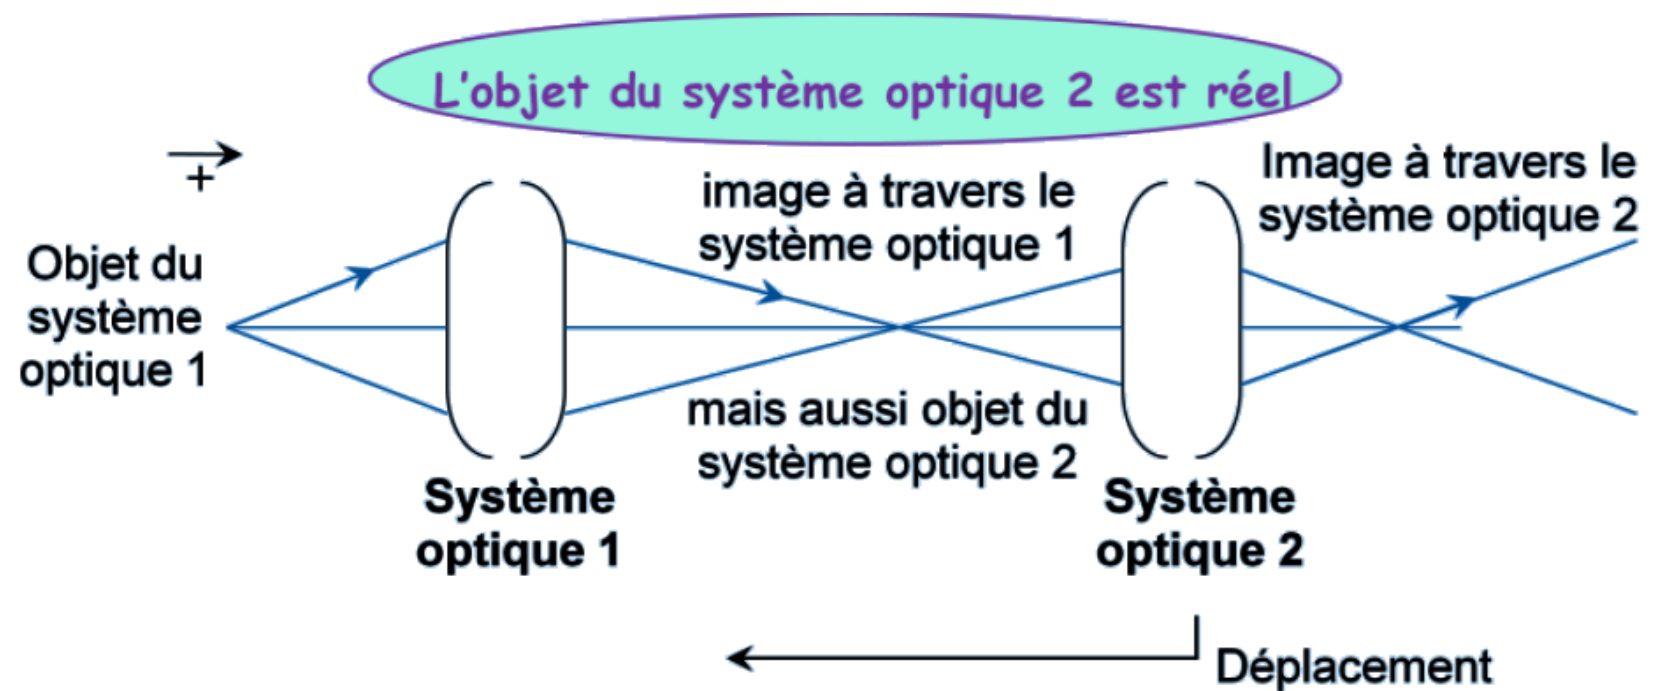 L'objet du système optique 2 est réel
+
Objet du
système
optique 1
image à travers le
système optique 1
mais aussi objet du
système optique 2
Image à travers le
système optique 2
Système
optique 1
Système
optique 2
Déplacement